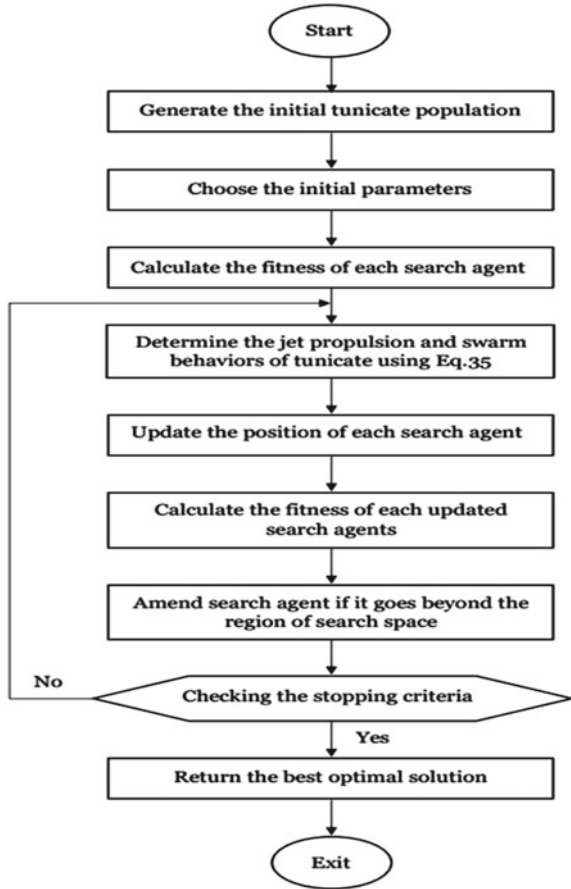 Start
Generate the initial tunicate population
Choose the initial parameters
Calculate the fitness of each search agent
Determine the jet propulsion and swarm
behaviors of tunicate using Eq.35
Update the position of each search agent
Calculate the fitness of each updated
search agents
Amend search agent if it goes beyond the
region of search space
No
Checking the stopping criteria
Yes
Return the best optimal solution
Exit